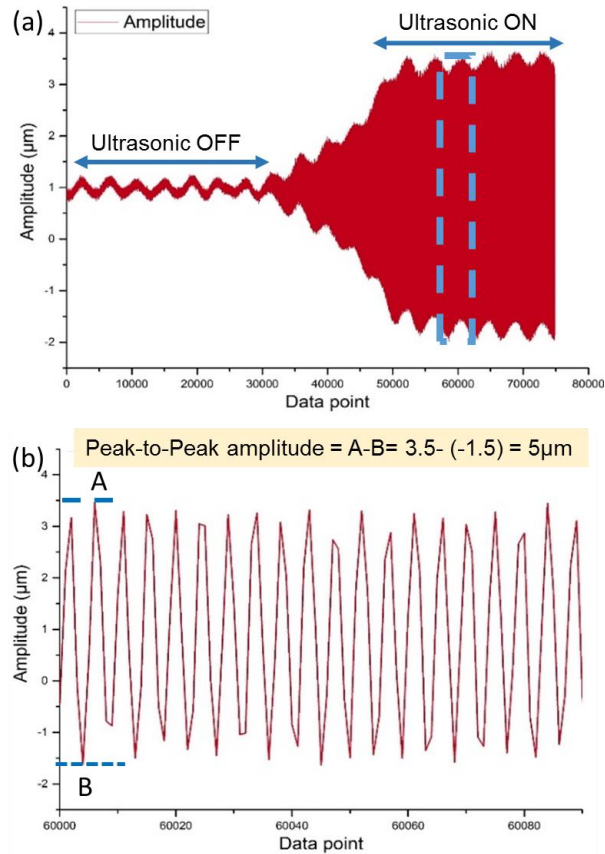 (a)
Amplitude
Ultrasonic ON
Ultrasonic OFF
Amplitude (μm)
4
3
2
1
0
-1
-2
0 10000 20000 30000 40000 50000 60000 70000 80000
Data point
(b)
Peak-to-Peak amplitude = A-B= 3.5- (-1.5) = 5μm
A
Amplitude (μm)
4
3
2
1
0
-1
-2
B
60000 60020 60040 60060 60080
Data point